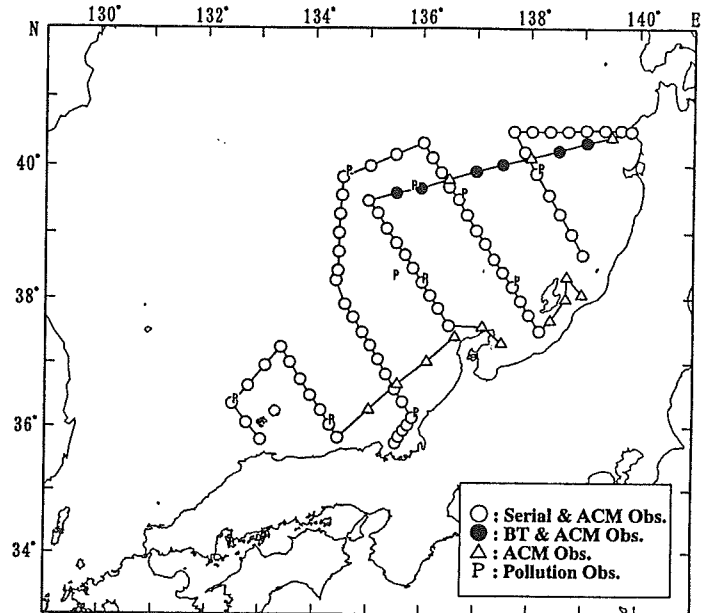 N 130° 132° 134° 136° 138° 140° E
40°
38°
36°
34°
P
P
P
P
P
P
P
P
P
P
P
○ : Serial & ACM Obs.
● : BT & ACM Obs.
△ : ACM Obs.
P : Pollution Obs.